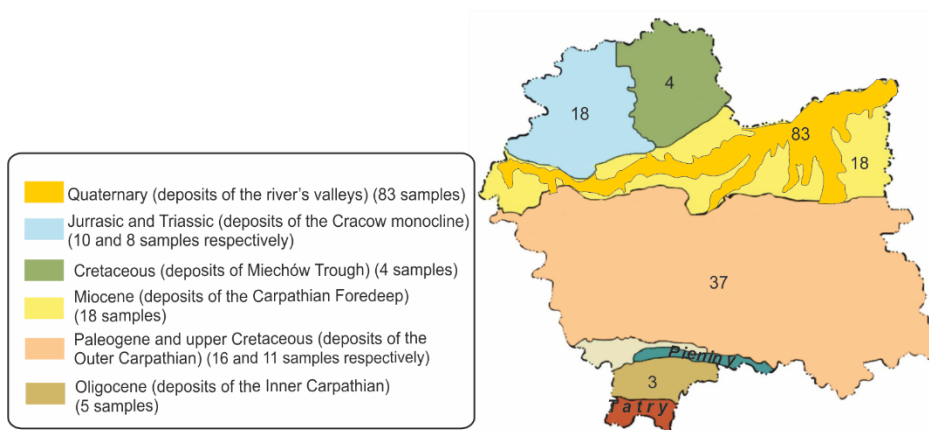 Quaternary (deposits of the river's valleys) (83 samples)
Jurrasic and Triassic (deposits of the Cracow monocline)
(10 and 8 samples respectively)
Cretaceous (deposits of Miechów Trough) (4 samples)
Miocene (deposits of the Carpathian Foredeep)
(18 samples)
Paleogene and upper Cretaceous (deposits of the
Outer Carpathian) (16 and 11 samples respectively)
Oligocene (deposits of the Inner Carpathian)
(5 samples)
4
18
83
18
37
Pieniny
3
Tatry